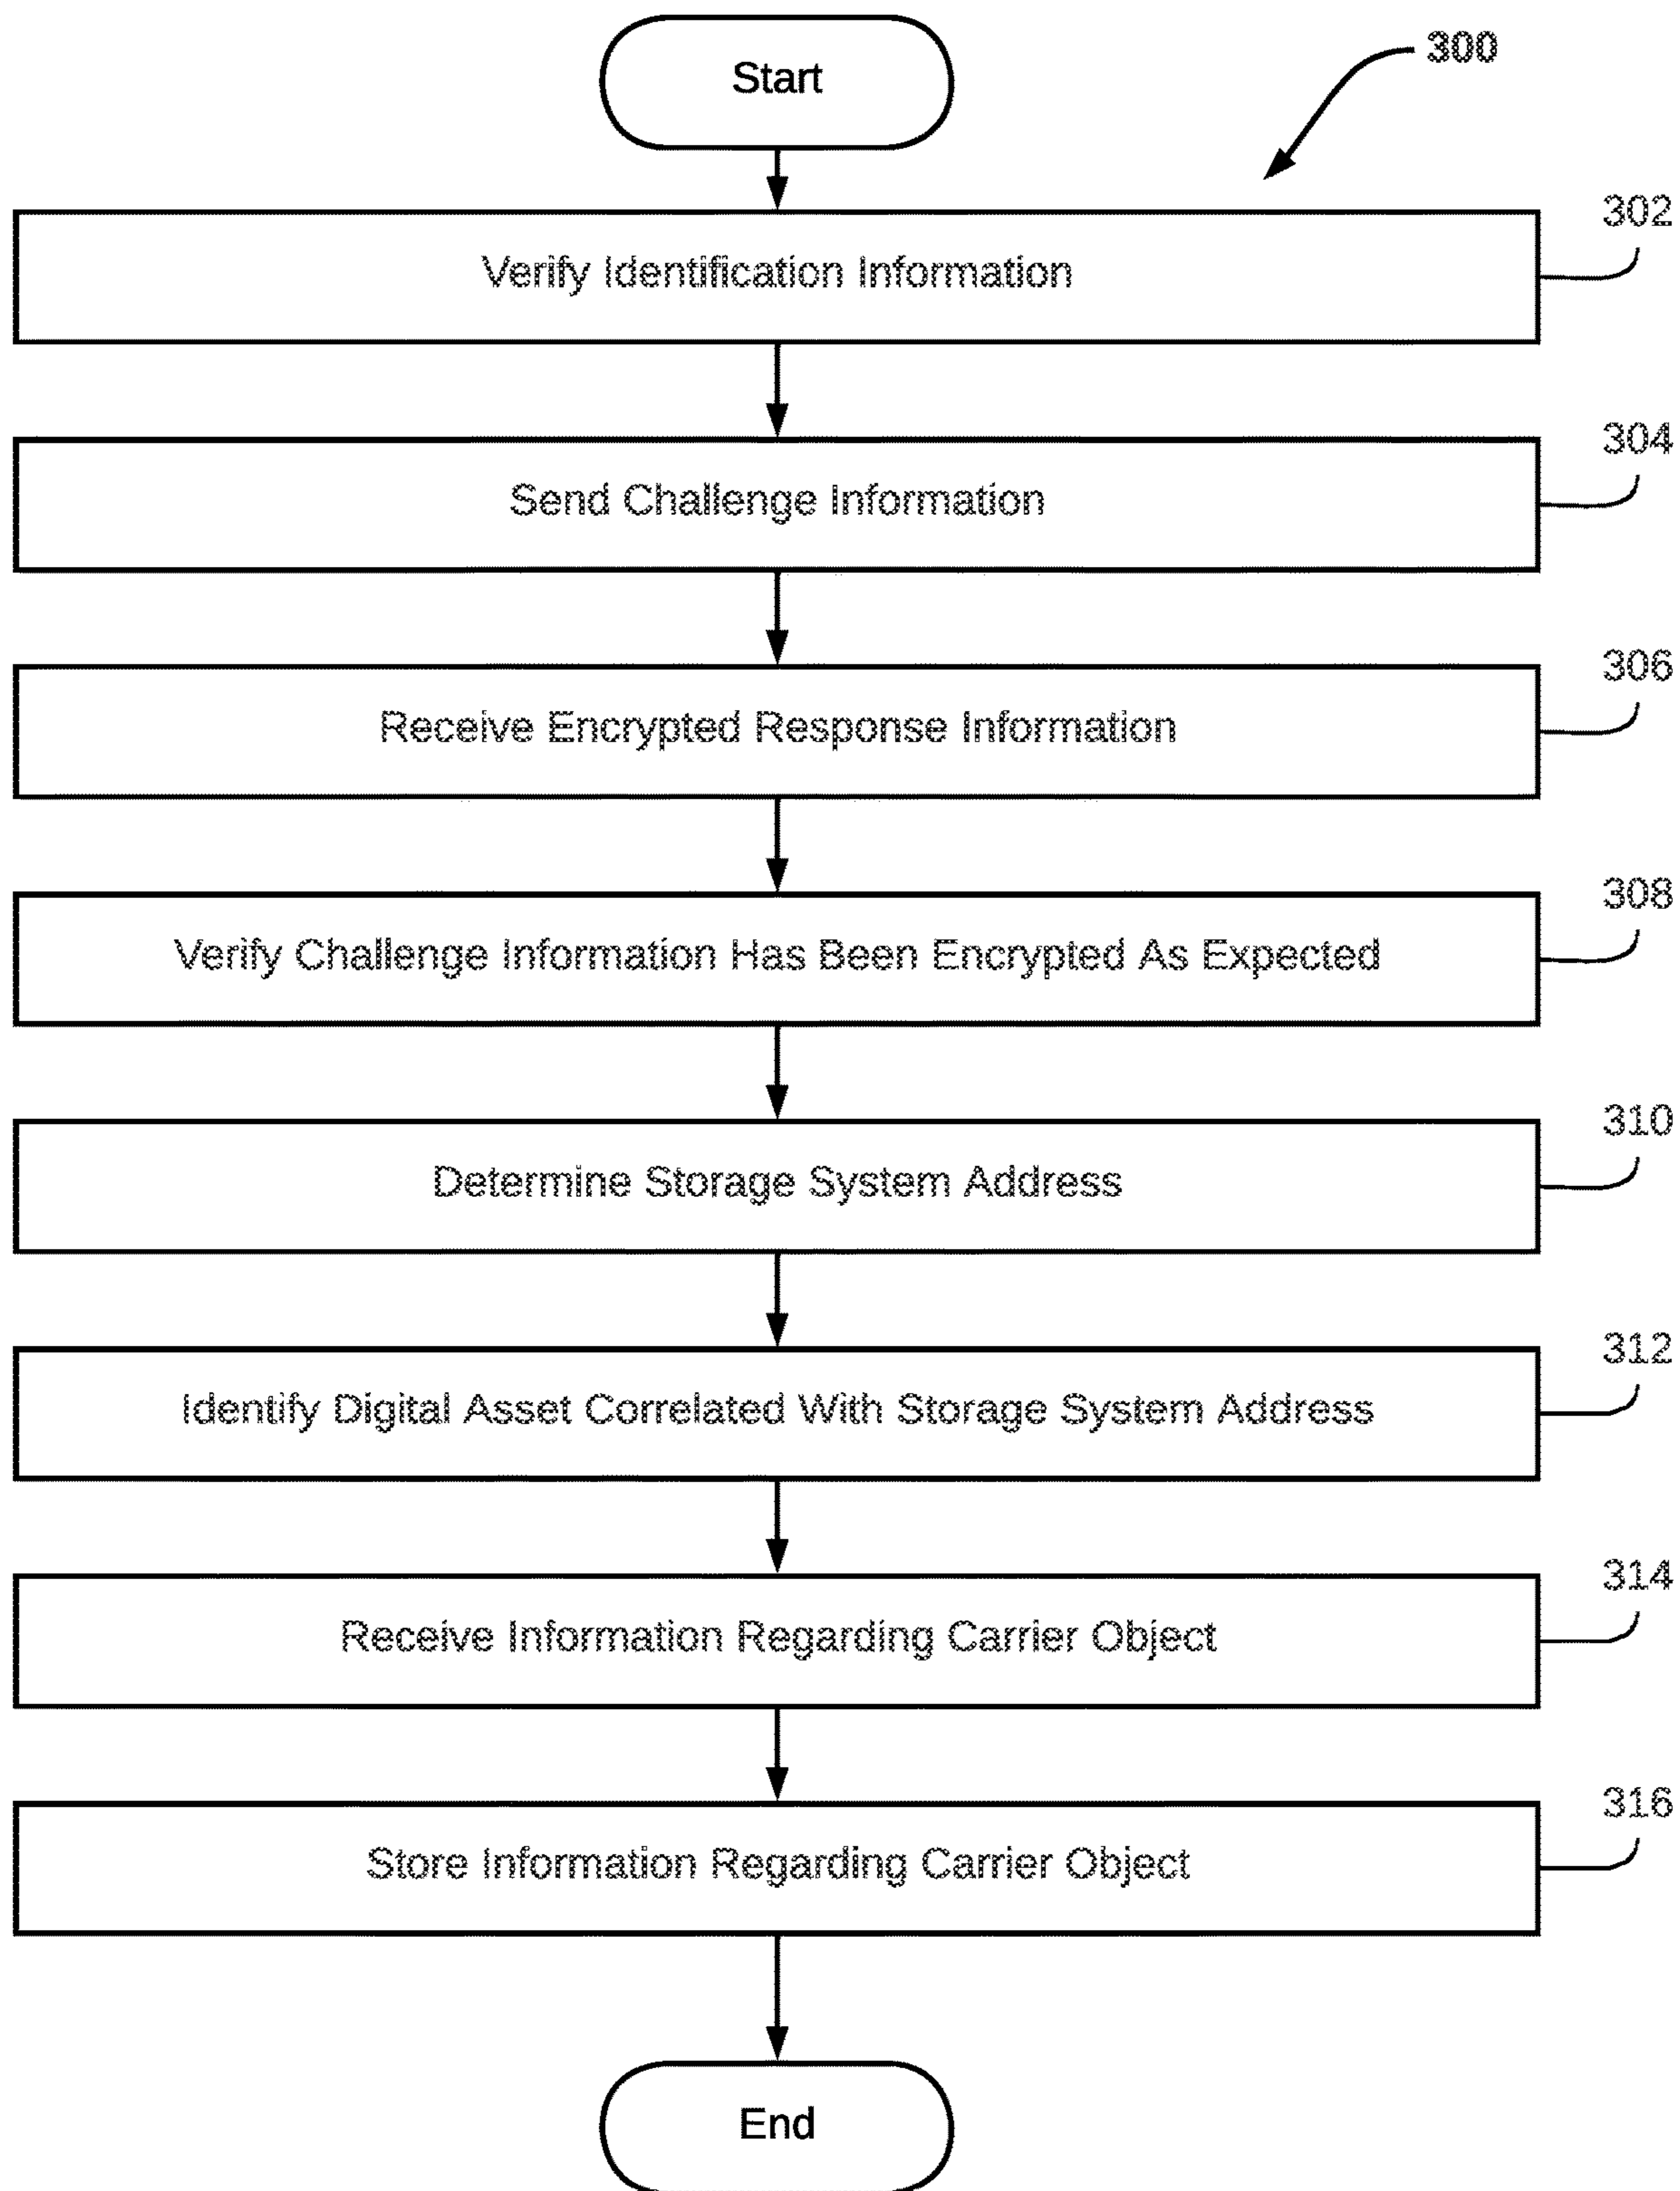 Start
300
302
Verify Identification Information
304
Send Challenge Information
306
Receive Encrypted Response Information
308
Verify Challenge Information Has Been Encrypted As Expected
310
Determine Storage System Address
312
Identify Digital Asset Correlated With Storage System Address
314
Receive Information Regarding Carrier Object
316
Store Information Regarding Carrier Object
End